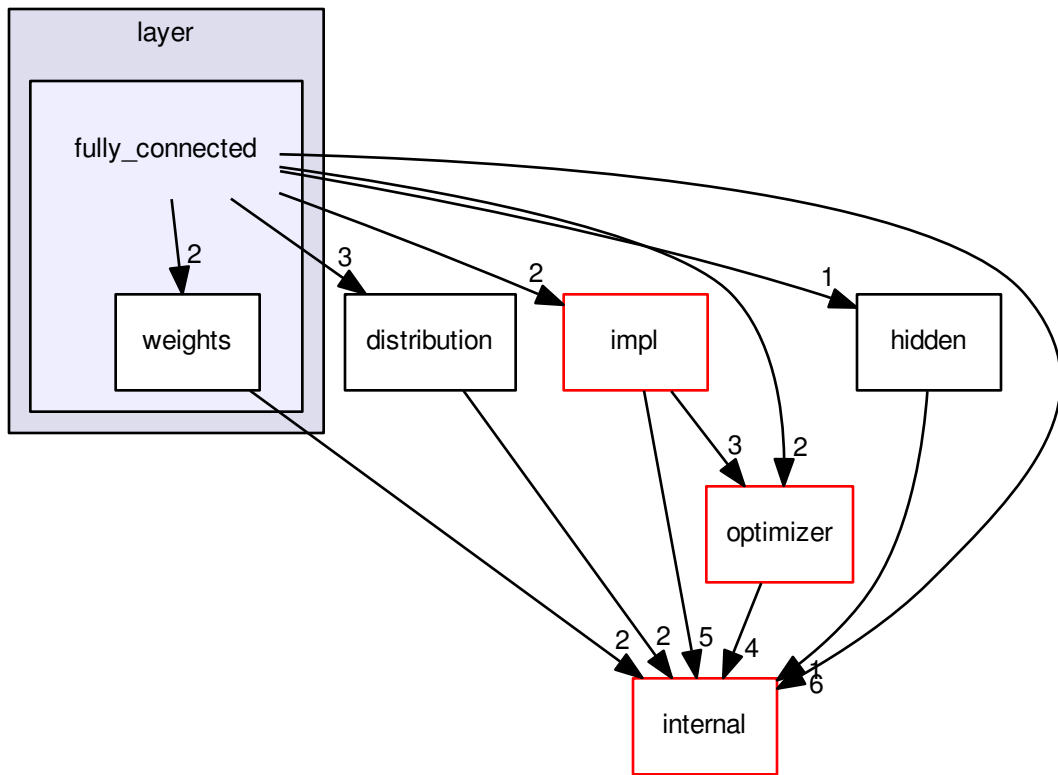 layer
fully_connected
2
3
2
1
weights
distribution
impl
hidden
3
2
optimizer
2
2
5
4
1
6
internal